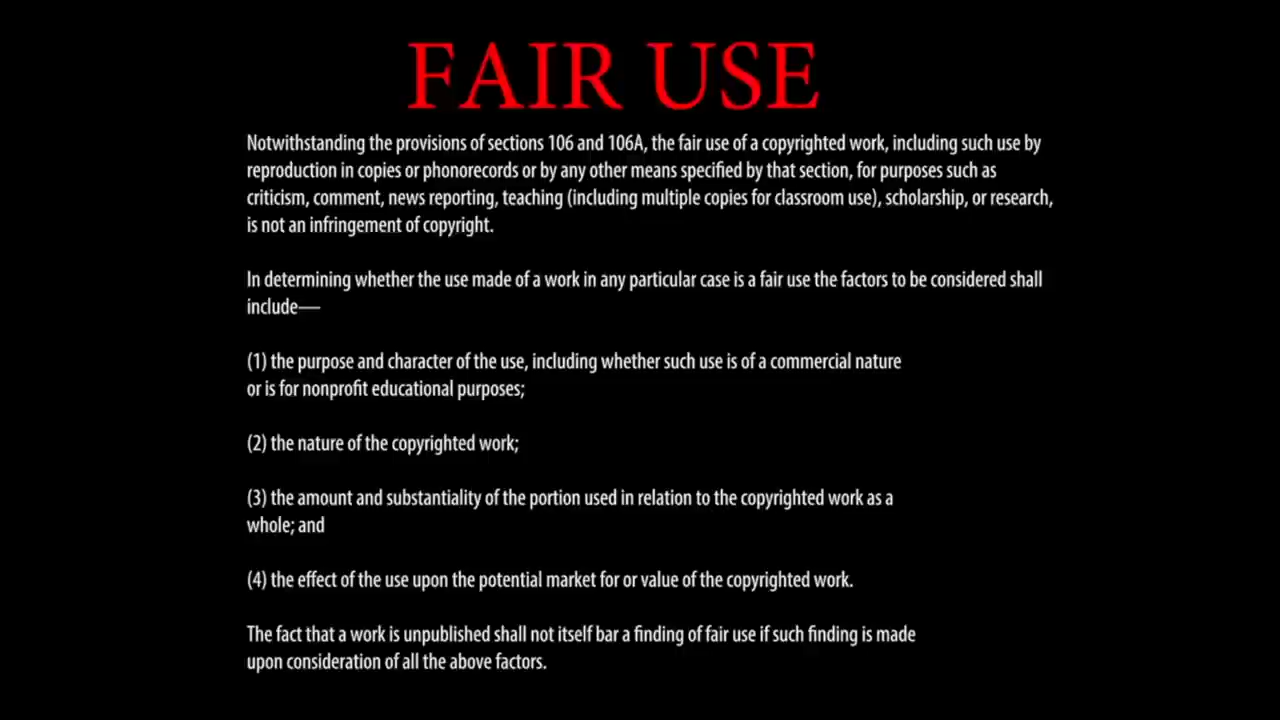 FAIR USE
Notwithstanding the provisions of sections 106 and 106A, the fair use of a copyrighted work, including such use by
reproduction in copies or phonorecords or by any other means specified by that section, for purposes such as
criticism, comment, news reporting, teaching (including multiple copies for classroom use), scholarship, or research,
is not an infringement of copyright.
In determining whether the use made of a work in any particular case is a fair use the factors to be considered shall
include—
(1) the purpose and character of the use, including whether such use is of a commercial nature
or is for nonprofit educational purposes;
(2) the nature of the copyrighted work;
(3) the amount and substantiality of the portion used in relation to the copyrighted work as a
whole; and
(4) the effect of the use upon the potential market for or value of the copyrighted work.
The fact that a work is unpublished shall not itself bar a finding of fair use if such finding is made
upon consideration of all the above factors.